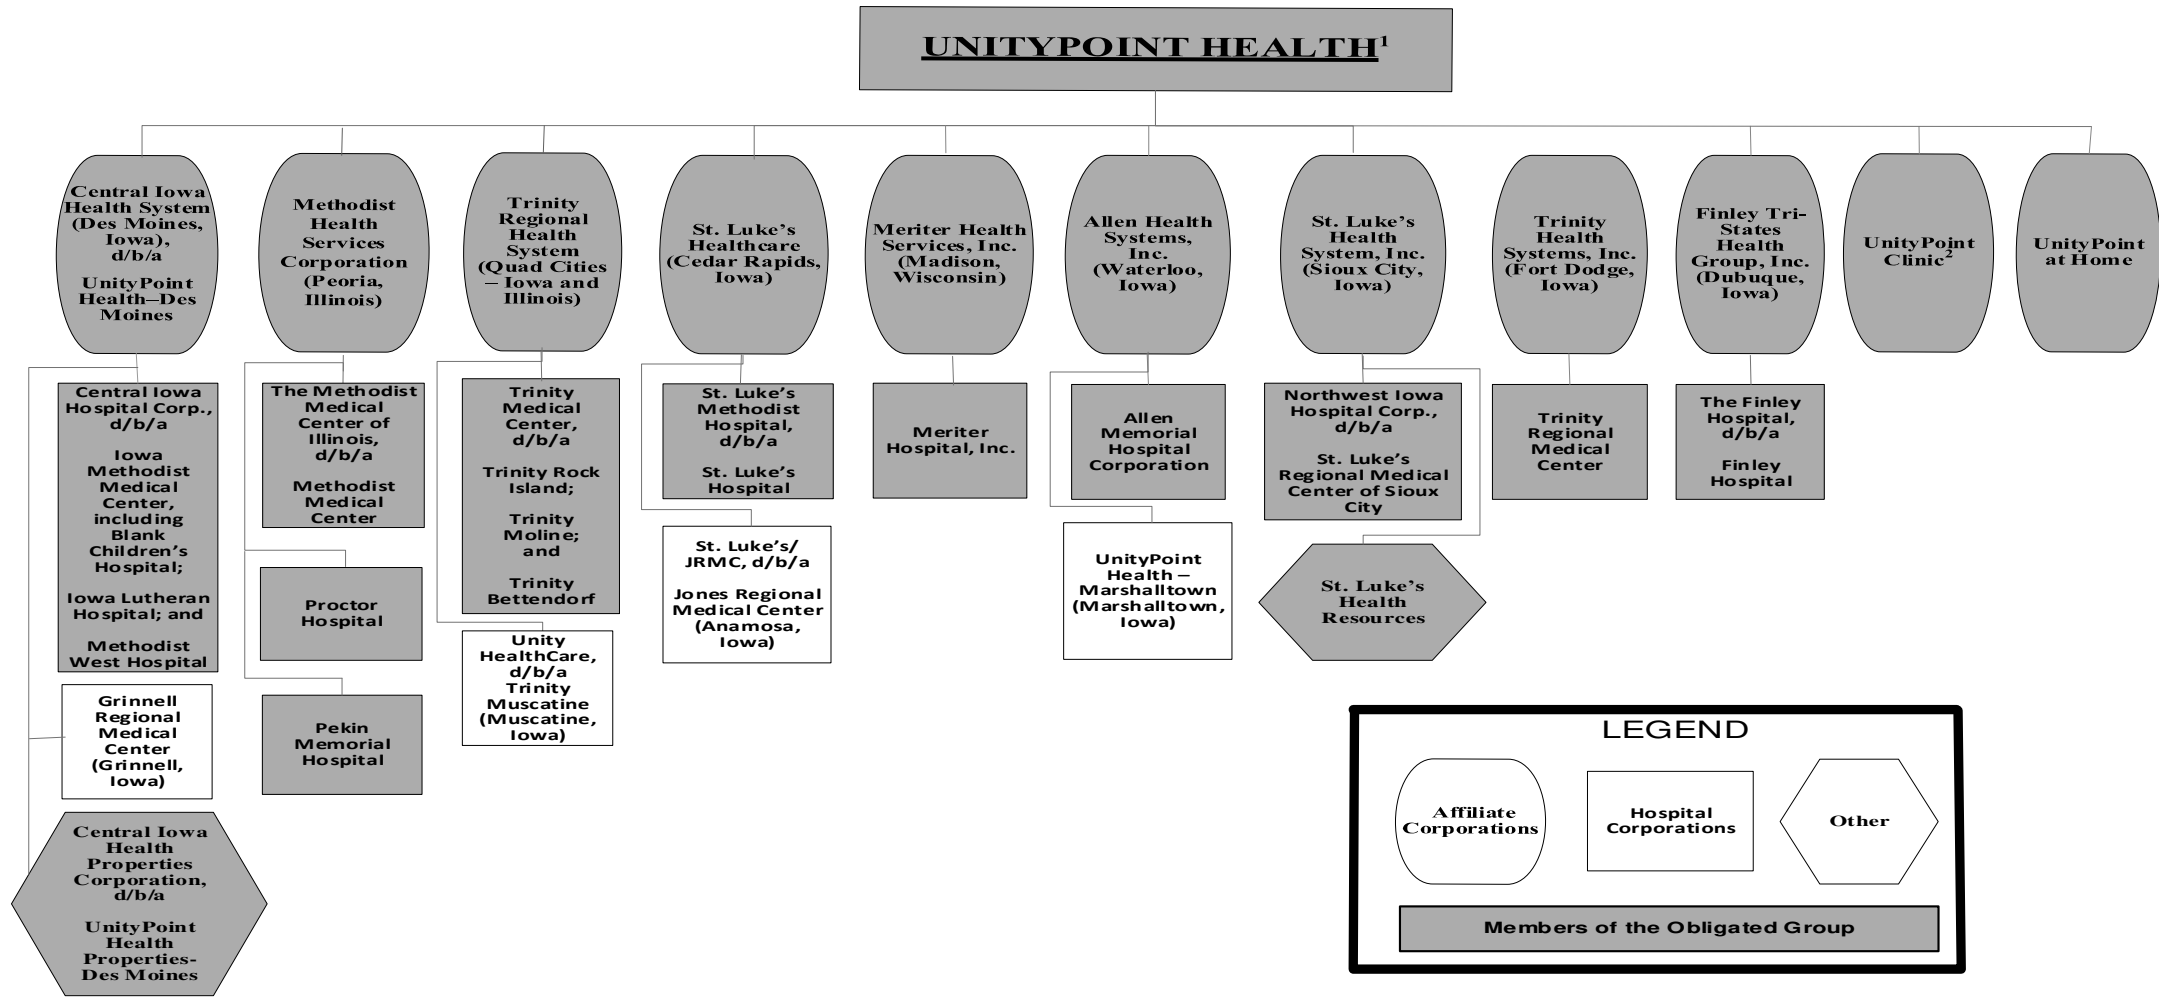 UNITYPOINT HEALTH¹
Central Iowa
Health System
(Des Moines,
Iowa),
d/b/a
UnityPoint
Health–Des
Moines
Methodist
Health
Services
Corporation
(Peoria,
Illinois)
Trinity
Regional
Health
System
(Quad Cities
– Iowa and
Illinois)
St. Luke’s
Healthcare
(Cedar Rapids,
Iowa)
Meriter Health
Services, Inc.
(Madison,
Wisconsin)
Allen Health
Systems,
Inc.
(Waterloo,
Iowa)
St. Luke’s
Health
System, Inc.
(Sioux City,
Iowa)
Trinity
Health
Systems, Inc.
(Fort Dodge,
Iowa)
Finley Tri-
States
Health
Group, Inc.
(Dubuque,
Iowa)
UnityPoint
Clinic²
UnityPoint
at Home
Central Iowa
Hospital Corp.,
d/b/a
Iowa
Methodist
Medical
Center,
including
Blank
Children’s
Hospital;
Iowa Lutheran
Hospital; and
Methodist
West Hospital
The Methodist
Medical
Center of
Illinois,
d/b/a
Methodist
Medical
Center
Trinity
Medical
Center,
d/b/a
Trinity Rock
Island;
Trinity
Moline;
and
Trinity
Bettendorf
St. Luke’s
Methodist
Hospital,
d/b/a
St. Luke’s
Hospital
Meriter
Hospital, Inc.
Allen
Memorial
Hospital
Corporation
Northwest Iowa
Hospital Corp.,
d/b/a
St. Luke’s
Regional Medical
Center of Sioux
City
Trinity
Regional
Medical
Center
The Finley
Hospital,
d/b/a
Finley
Hospital
Proctor
Hospital
St. Luke’s/
JRMC, d/b/a
Jones Regional
Medical Center
(Anamosa,
Iowa)
UnityPoint
Health –
Marshalltown
(Marshalltown,
Iowa)
St. Luke’s
Health
Resources
Unity
HealthCare,
d/b/a
Trinity
Muscatine
(Muscatine,
Iowa)
Grinnell
Regional
Medical
Center
(Grinnell,
Iowa)
Pekin
Memorial
Hospital
Central Iowa
Health
Properties
Corporation,
d/b/a
UnityPoint
Health
Properties-
Des Moines
LEGEND
Affiliate
Corporations
Hospital
Corporations
Other
Members of the Obligated Group